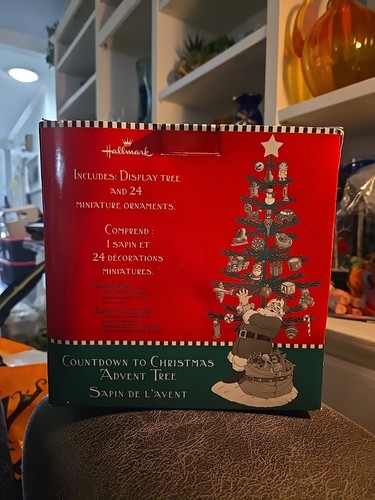 Hallmark
Includes: Display tree
and 24
miniature ornaments.
Comprend :
1 sapin et
24 décorations
miniatures.
Countdown to Christmas
Advent Tree
Sapin de l'avent